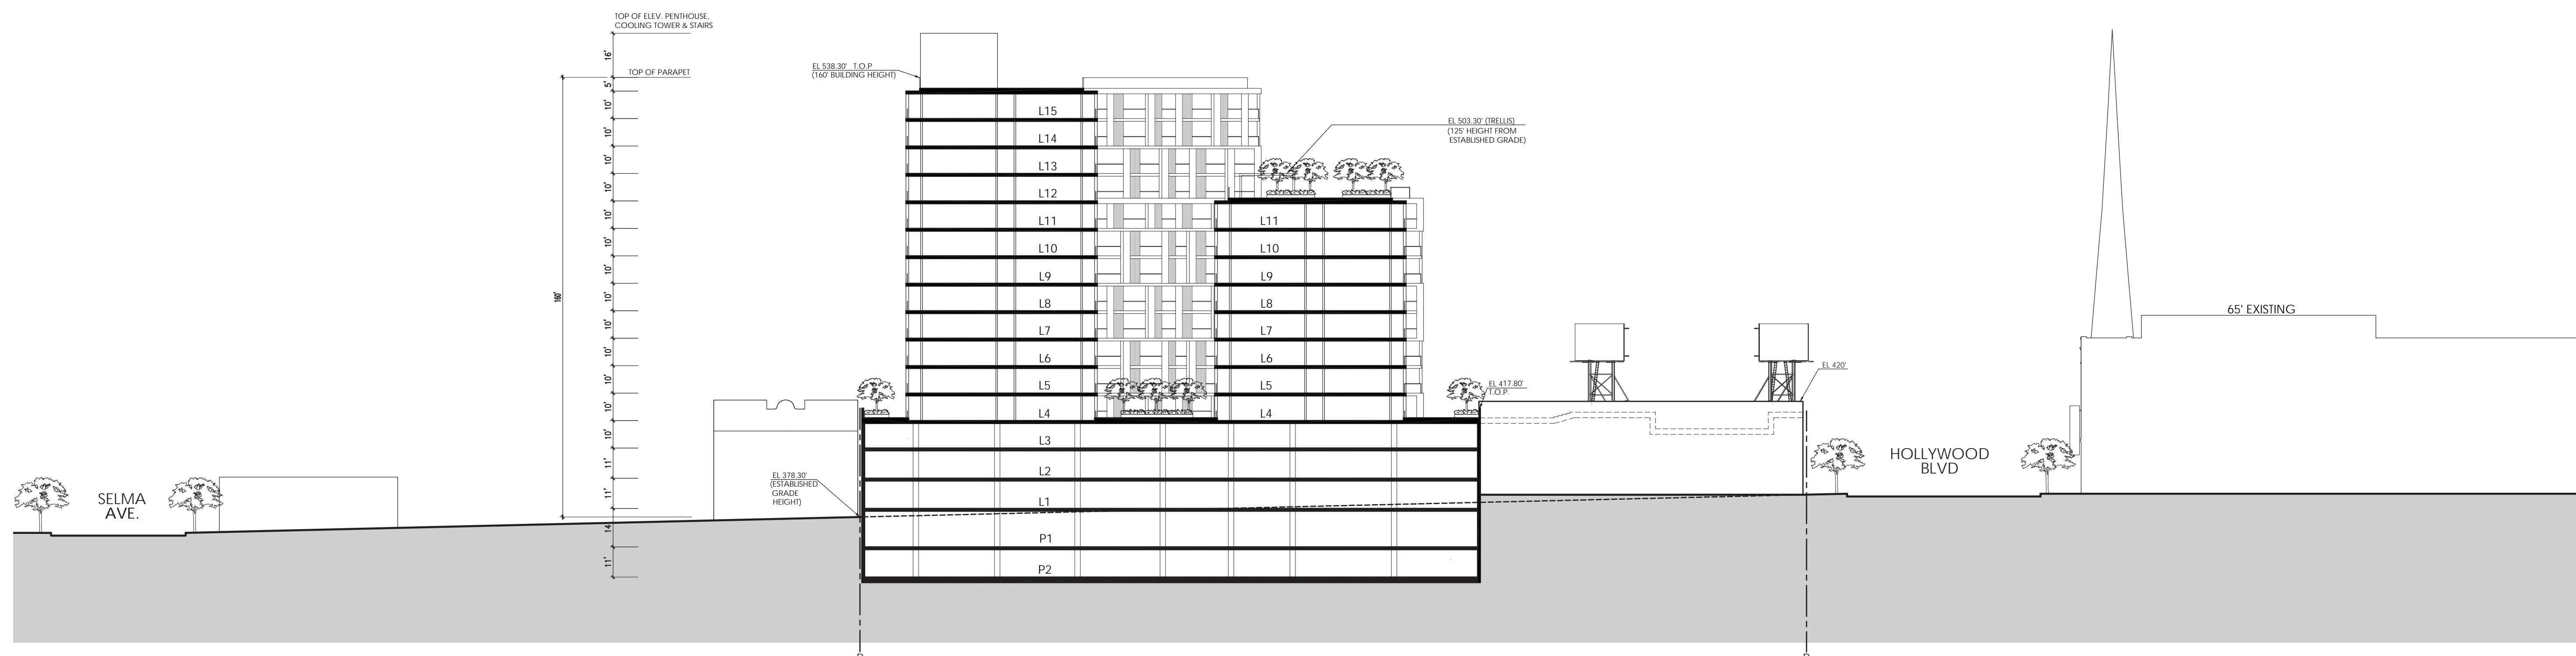 TOP OF ELEV. PENTHOUSE,
COOLING TOWER & STAIRS
16'
TOP OF PARAPET
5'
10'
10'
10'
10'
10'
10'
10'
10'
10'
10'
10'
10'
10'
11'
11'
14'
11'
160'
EL 538.30' T.O.P
(160' BUILDING HEIGHT)
EL 503.30' (TRELLIS)
(125' HEIGHT FROM
ESTABLISHED GRADE)
L15
L14
L13
L12
L11
L10
L9
L8
L7
L6
L5
L4
L3
L2
L1
P1
P2
L11
L10
L9
L8
L7
L6
L5
L4
EL 378.30'
(ESTABLISHED
GRADE
HEIGHT)
EL 417.80'
T.O.P.
EL 420'
SELMA
AVE.
HOLLYWOOD
BLVD
65' EXISTING